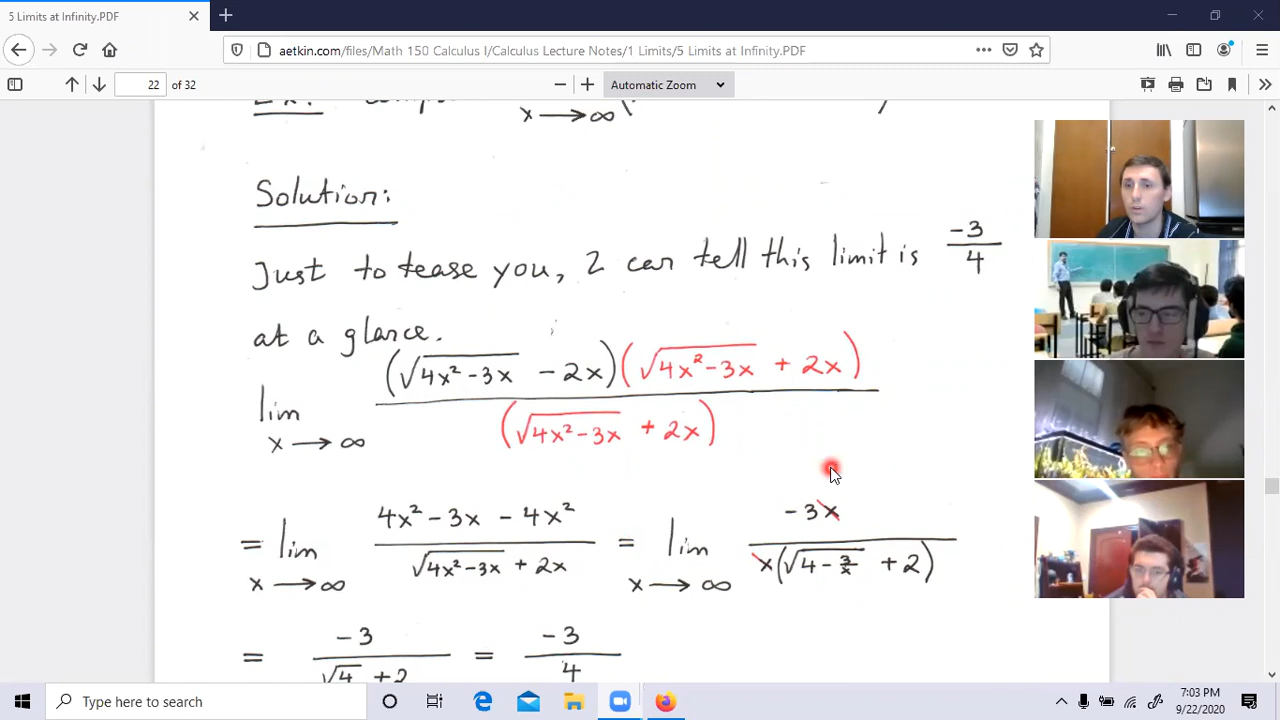 5 Limits at Infinity.PDF
aetkin.com/files/Math 150 Calculus I/Calculus Lecture Notes/1 Limits/5 Limits at Infinity.PDF
22 of 32
Automatic Zoom
x → ∞
Solution:
Just to tease you, I can tell this limit is -3/4
at a glance.
lim x → ∞ (√(4x² - 3x) - 2x)(√(4x² - 3x) + 2x) / (√(4x² - 3x) + 2x)
= lim x → ∞ (4x² - 3x - 4x²) / (√(4x² - 3x) + 2x) = lim x → ∞ -3x / x(√(4 - 3/x) + 2)
= -3 / (√4 + 2) = -3/4
Type here to search
7:03 PM
9/22/2020